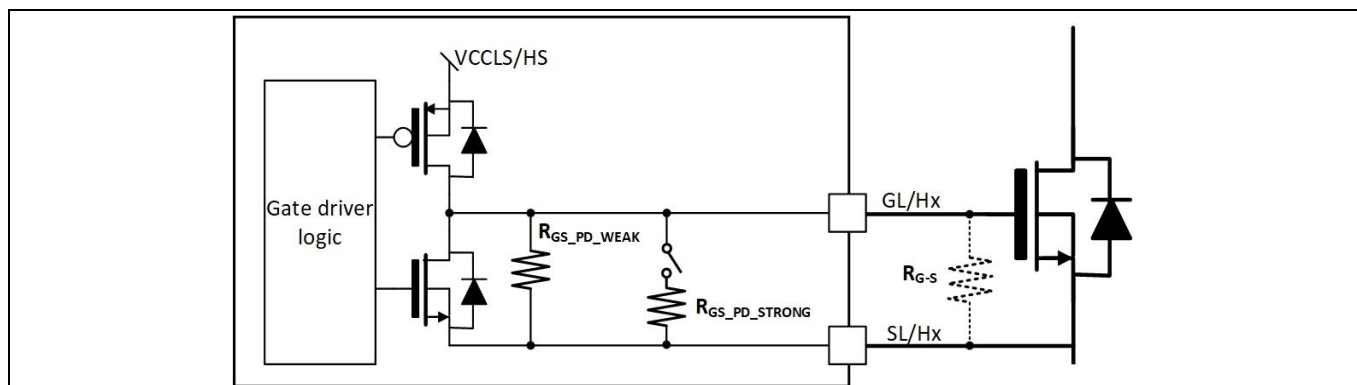 VCCLS/HS
Gate driver
logic
RGS_PD_WEAK
RGS_PD_STRONG
GL/Hx
RG-S
SL/Hx